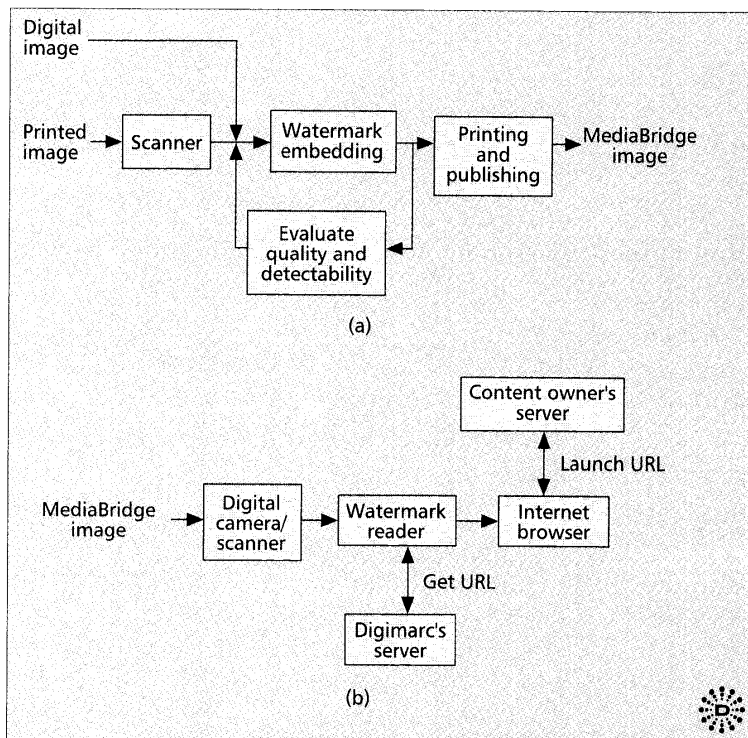 Digital
image
Printed
image
Scanner
Watermark
embedding
Printing
and
publishing
MediaBridge
image
Evaluate
quality and
detectability
(a)
Content owner's
server
Launch URL
MediaBridge
image
Digital
camera/
scanner
Watermark
reader
Internet
browser
Get URL
Digimarc's
server
(b)
D